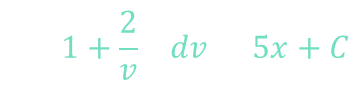 1 + 2/v dv 5x + C